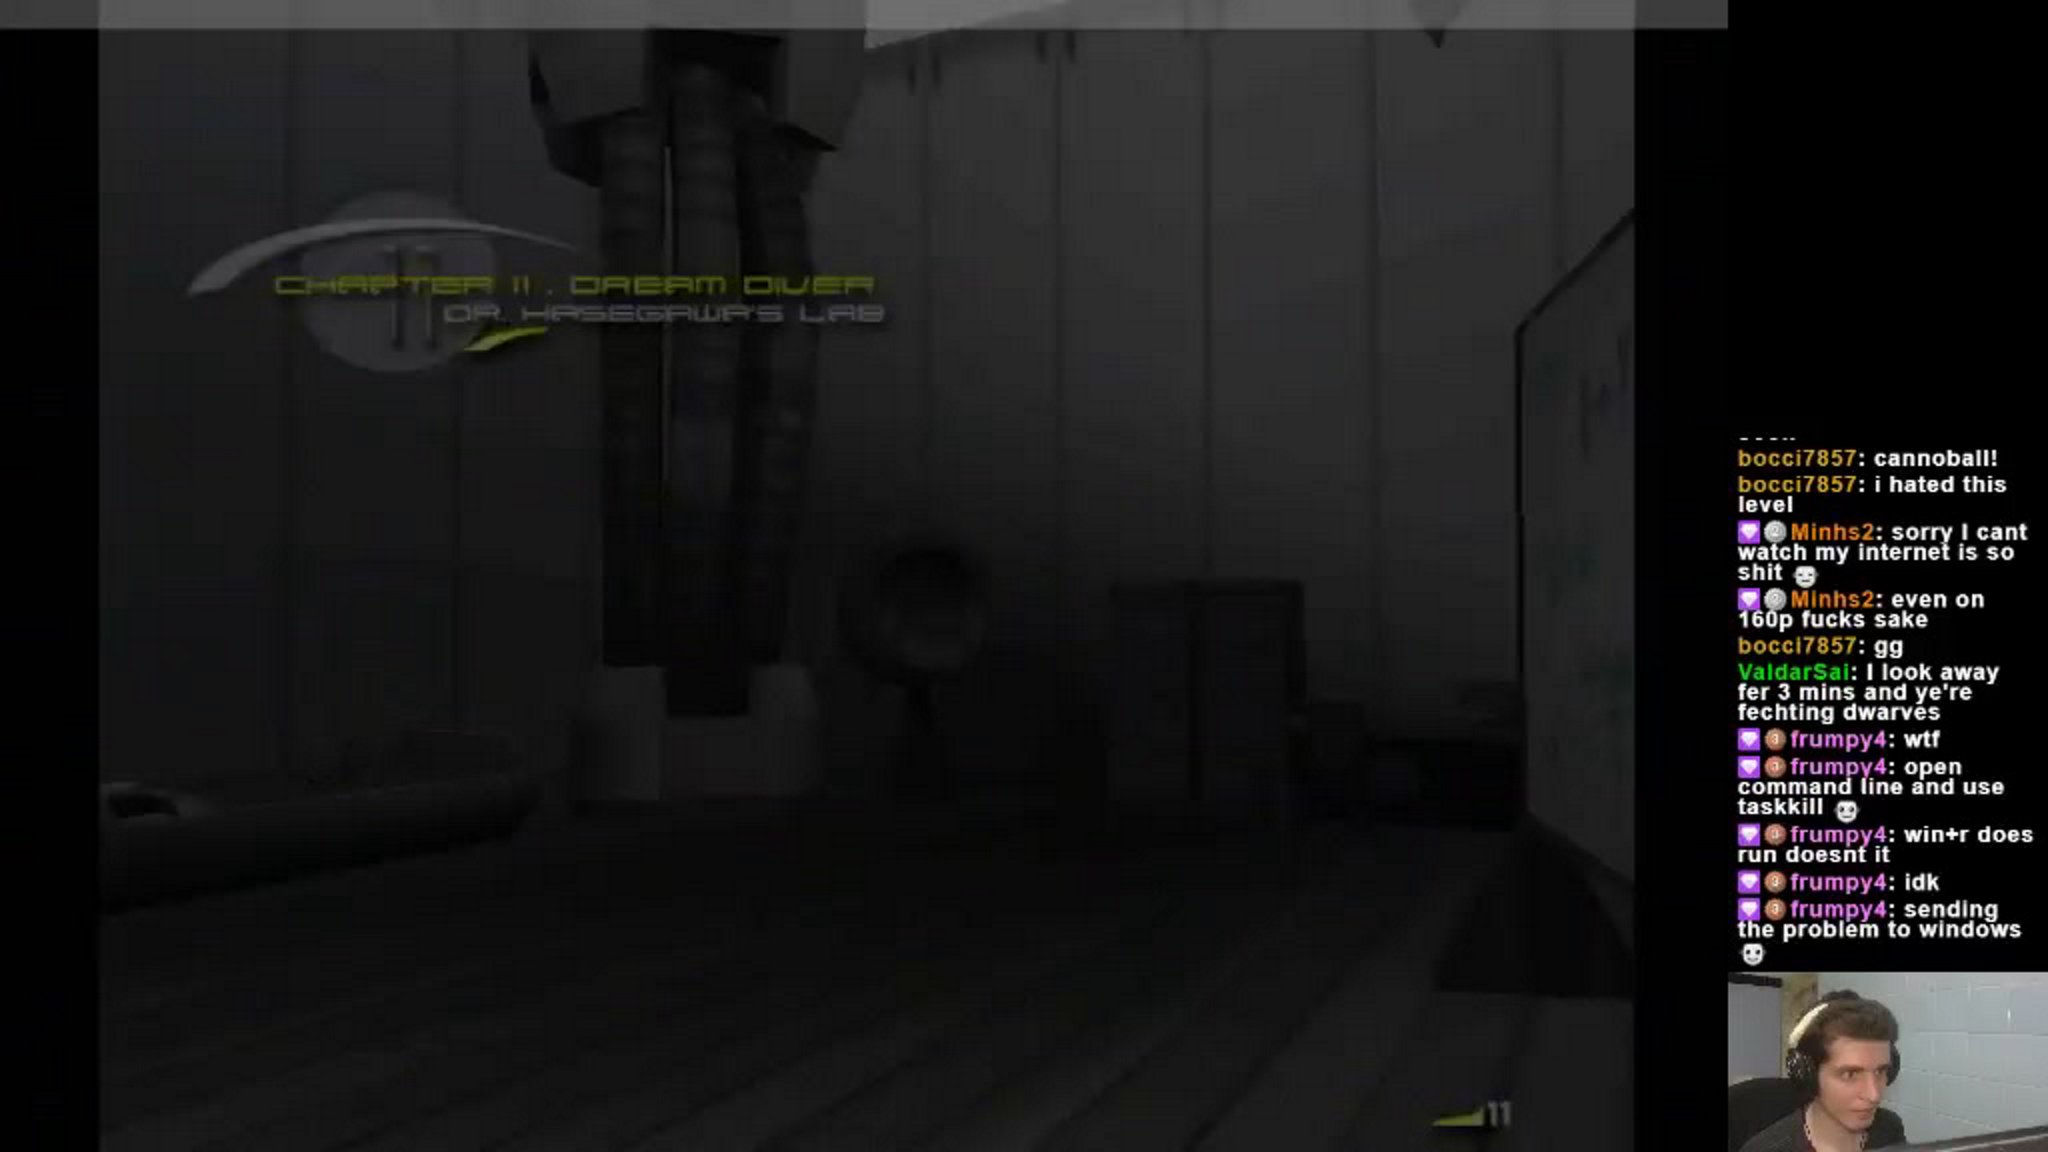 CHAPTER 11 . DREAM DIVER
DR. HASEGAWA'S LAB
11
11
bocci7857: cannoball!
bocci7857: i hated this
level
Minhs2: sorry I cant
watch my internet is so
shit
Minhs2: even on
160p fucks sake
bocci7857: gg
ValdarSai: I look away
fer 3 mins and ye're
fechting dwarves
frumpy4: wtf
frumpy4: open
command line and use
taskkill
frumpy4: win+r does
run doesnt it
frumpy4: idk
frumpy4: sending
the problem to windows